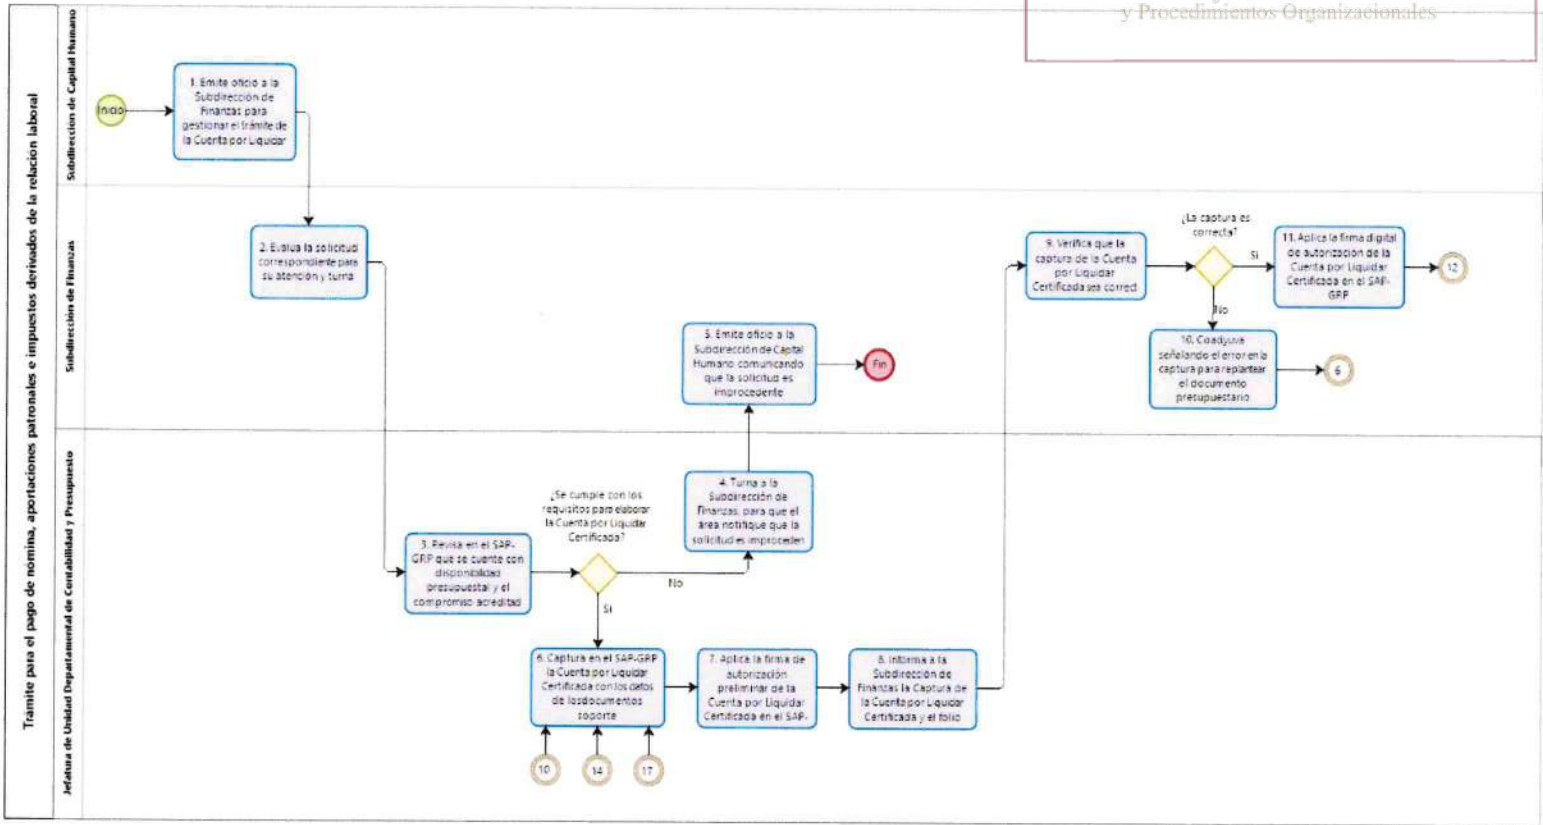 y Procedimientos Organizacionales
Trámite para el pago de nómina, aportaciones patronales e impuestos derivados de la relación laboral
Subdirección de Capital Humano
Inicio
1. Emite oficio a la
Subdirección de
Finanzas para
gestionar el trámite de
la Cuenta por Liquidar
Subdirección de Finanzas
2. Evalua la solicitud
correspondiente para
su atención y turna
5. Emite oficio a la
Subdirección de Capital
Humano comunicando
que la solicitud es
improcedente
Fin
9. Verifica que la
captura de la Cuenta
por Liquidar
Certificada sea correct
¿La captura es
correcta?
Si
No
11. Aplica la firma digital
de autorización de la
Cuenta por Liquidar
Certificada en el SAP-
GRP
12
10. Coadyuva
señalando el error en la
captura para replantear
el documento
presupuestario
6
Jefatura de Unidad Departamental de Contabilidad y Presupuesto
3. Revisa en el SAP-
GRP que se cuente con
disponibilidad
presupuestal y el
compromiso acreditad
¿Se cumple con los
requisitos para elaborar
la Cuenta por Liquidar
Certificada?
No
Si
4. Turna a la
Subdirección de
Finanzas, para que el
área notifique que la
solicitud es improceden
6. Captura en el SAP-GRP
la Cuenta por Liquidar
Certificada con los datos
de losdocumentos
soporte
7. Aplica la firma de
autorización
preliminar de la
Cuenta por Liquidar
Certificada en el SAP-
8. Informa a la
Subdirección de
Finanzas la Captura de
la Cuenta por Liquidar
Certificada y el folio
10
14
17